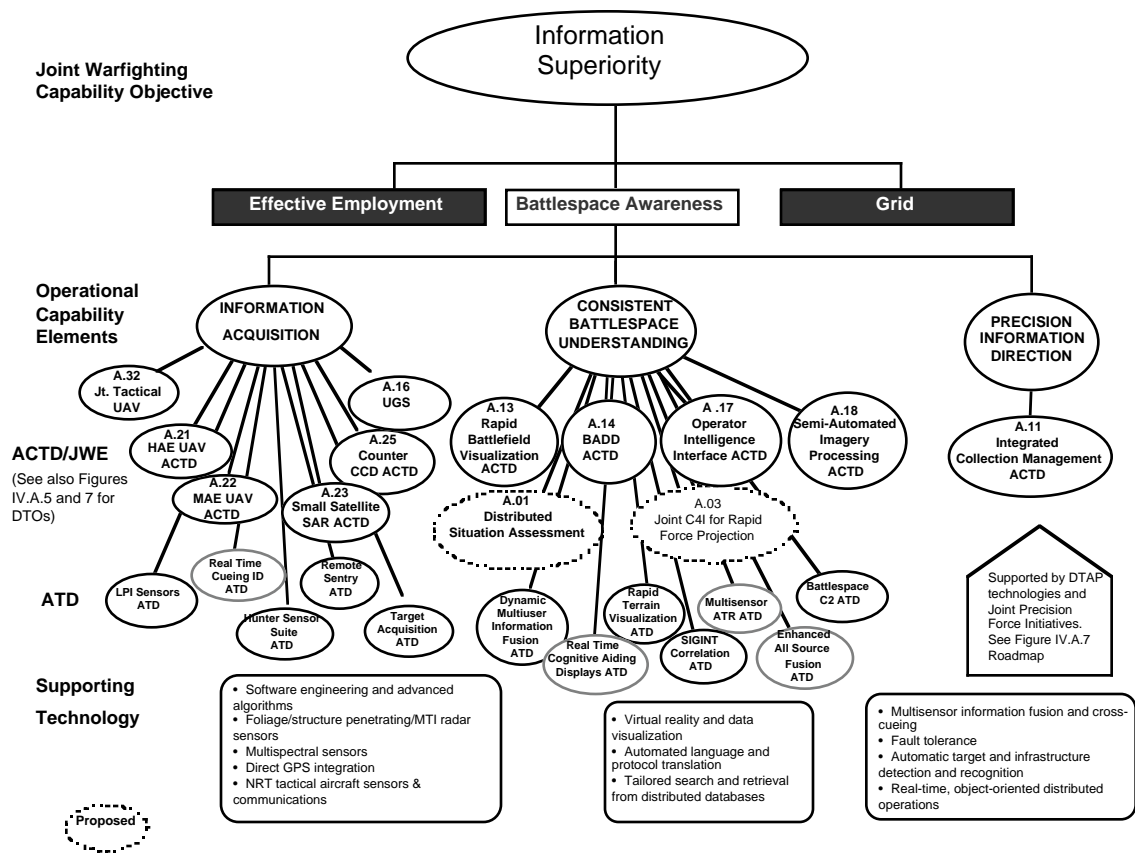 Information
Superiority
Joint Warfighting
Capability Objective
Effective Employment
Battlespace Awareness
Grid
Operational
Capability
Elements
INFORMATION
ACQUISITION
CONSISTENT
BATTLESPACE
UNDERSTANDING
PRECISION
INFORMATION
DIRECTION
A.32
Jt. Tactical
UAV
A.16
UGS
A.21
HAE UAV
ACTD
A.25
Counter
CCD ACTD
A.22
MAE UAV
ACTD
A.23
Small Satellite
SAR ACTD
A.13
Rapid
Battlefield
Visualization
ACTD
A.14
BADD
ACTD
A .17
Operator
Intelligence
Interface ACTD
A.18
Semi-Automated
Imagery
Processing
ACTD
A.11
Integrated
Collection Management
ACTD
ACTD/JWE
(See also Figures
IV.A.5 and 7 for
DTOs)
A.01
Distributed
Situation Assessment
A.03
Joint C4I for Rapid
Force Projection
ATD
LPI Sensors
ATD
Real Time
Cueing ID
ATD
Hunter Sensor
Suite
ATD
Remote
Sentry
ATD
Target
Acquisition
ATD
Dynamic
Multiuser
Information
Fusion
ATD
Real Time
Cognitive Aiding
Displays ATD
Rapid
Terrain
Visualization
ATD
SIGINT
Correlation
ATD
Multisensor
ATR ATD
Enhanced
All Source
Fusion
ATD
Battlespace
C2 ATD
Supported by DTAP
technologies and
Joint Precision
Force Initiatives.
See Figure IV.A.7
Roadmap
Supporting
Technology
• Software engineering and advanced
algorithms
• Foliage/structure penetrating/MTI radar
sensors
• Multispectral sensors
• Direct GPS integration
• NRT tactical aircraft sensors &
communications
• Virtual reality and data
visualization
• Automated language and
protocol translation
• Tailored search and retrieval
from distributed databases
• Multisensor information fusion and cross-
cueing
• Fault tolerance
• Automatic target and infrastructure
detection and recognition
• Real-time, object-oriented distributed
operations
Proposed